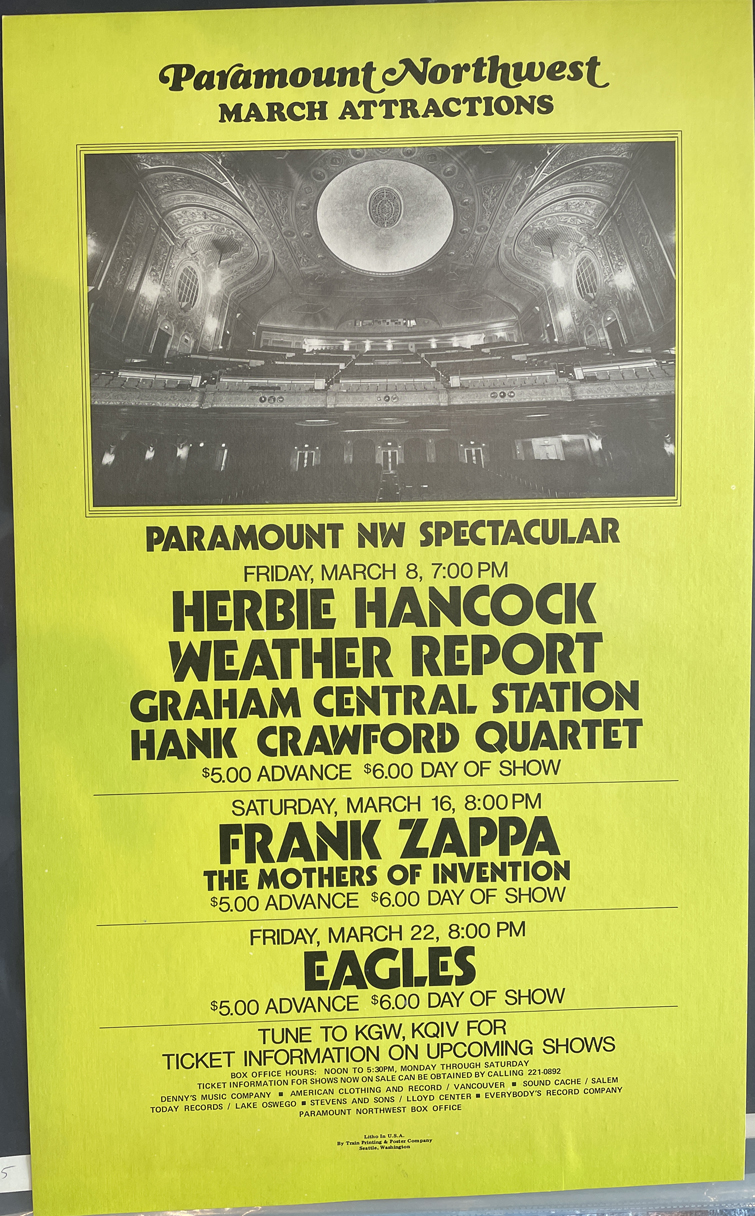 Paramount Northwest
MARCH ATTRACTIONS
PARAMOUNT NW SPECTACULAR
FRIDAY, MARCH 8, 7:00 PM
HERBIE HANCOCK
WEATHER REPORT
GRAHAM CENTRAL STATION
HANK CRAWFORD QUARTET
$5.00 ADVANCE $6.00 DAY OF SHOW
SATURDAY, MARCH 16, 8:00 PM
FRANK ZAPPA
THE MOTHERS OF INVENTION
$5.00 ADVANCE $6.00 DAY OF SHOW
FRIDAY, MARCH 22, 8:00 PM
EAGLES
$5.00 ADVANCE $6.00 DAY OF SHOW
TUNE TO KGW, KQIV FOR
TICKET INFORMATION ON UPCOMING SHOWS
BOX OFFICE HOURS: NOON TO 5:30PM, MONDAY THROUGH SATURDAY
TICKET INFORMATION FOR SHOWS NOW ON SALE CAN BE OBTAINED BY CALLING 221-0892
DENNY'S MUSIC COMPANY ■ AMERICAN CLOTHING AND RECORD / VANCOUVER ■ SOUND CACHE / SALEM
TODAY RECORDS / LAKE OSWEGO ■ STEVENS AND SONS / LLOYD CENTER ■ EVERYBODY'S RECORD COMPANY
PARAMOUNT NORTHWEST BOX OFFICE
Litho In U.S.A.
By Train Printing & Poster Company
Seattle, Washington
5